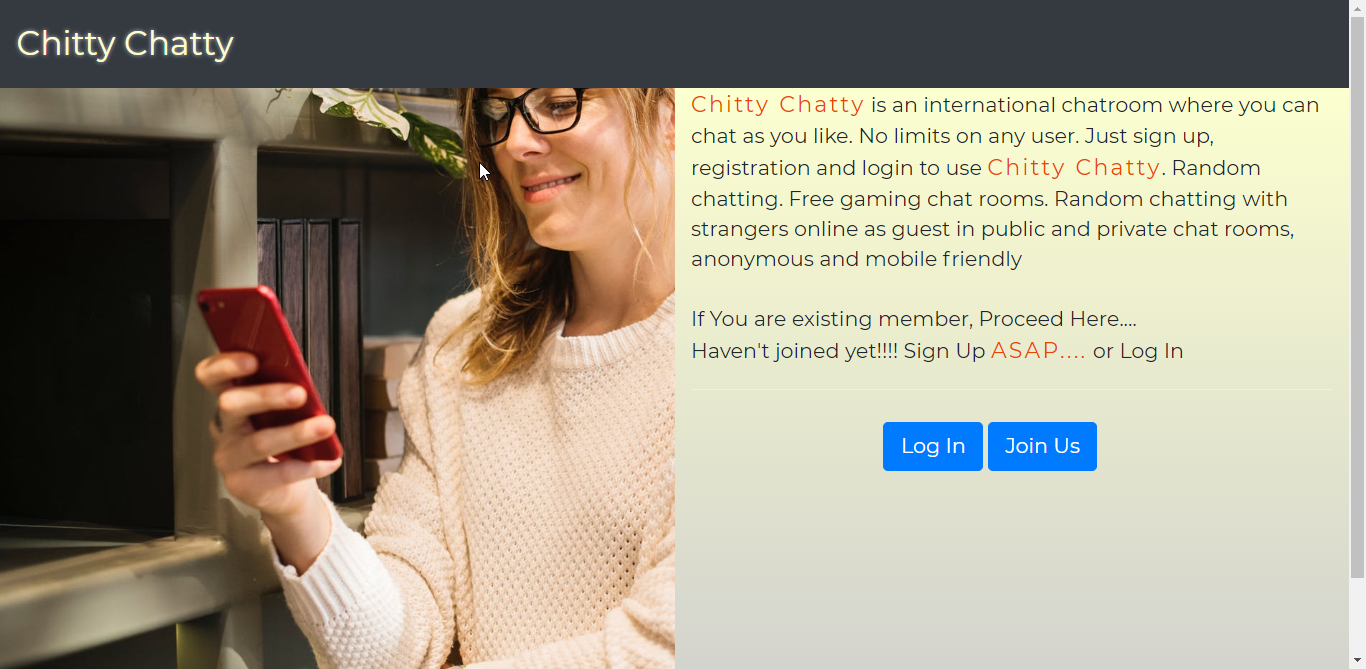 Chitty Chatty
Chitty Chatty is an international chatroom where you can
chat as you like. No limits on any user. Just sign up,
registration and login to use Chitty Chatty. Random
chatting. Free gaming chat rooms. Random chatting with
strangers online as guest in public and private chat rooms,
anonymous and mobile friendly
If You are existing member, Proceed Here....
Haven't joined yet!!!! Sign Up ASAP.... or Log In
Log In
Join Us